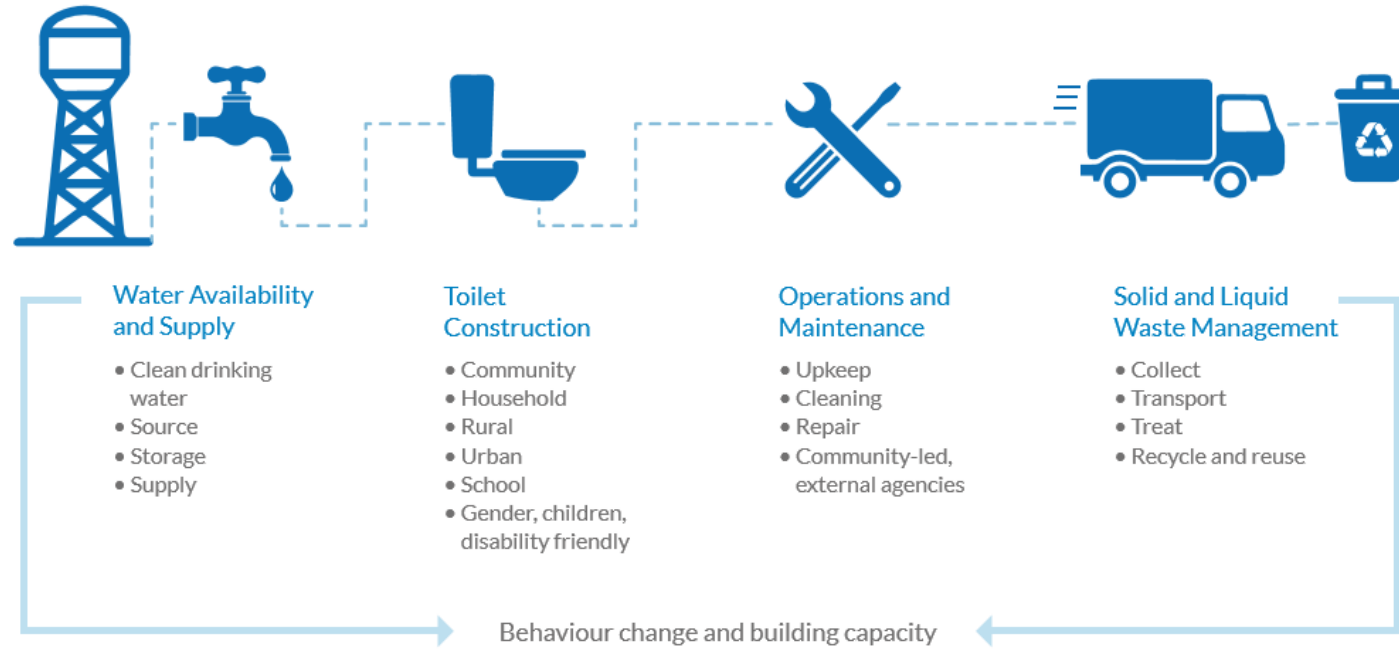 Water Availability
and Supply
• Clean drinking
water
• Source
• Storage
• Supply
Toilet
Construction
• Community
• Household
• Rural
• Urban
• School
• Gender, children,
disability friendly
Operations and
Maintenance
• Upkeep
• Cleaning
• Repair
• Community-led,
external agencies
Solid and Liquid
Waste Management
• Collect
• Transport
• Treat
• Recycle and reuse
Behaviour change and building capacity